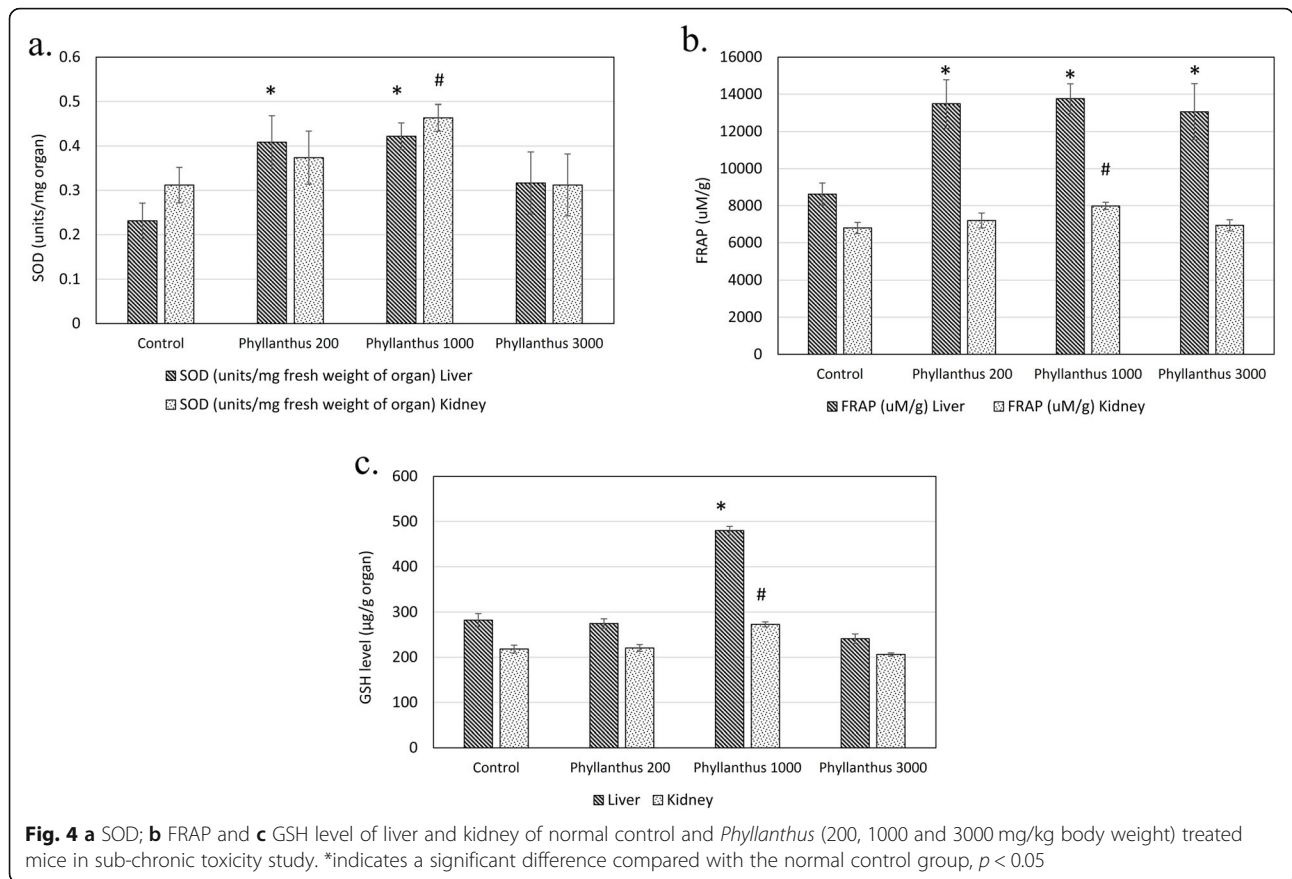 a.
0.6
0.5
0.4
0.3
0.2
0.1
0
SOD (units/mg organ)
*
*
#
Control
Phyllanthus 200
Phyllanthus 1000
Phyllanthus 3000
SOD (units/mg fresh weight of organ) Liver
SOD (units/mg fresh weight of organ) Kidney
b.
16000
14000
12000
10000
8000
6000
4000
2000
0
FRAP (uM/g)
*
*
#
*
Control
Phyllanthus 200
Phyllanthus 1000
Phyllanthus 3000
FRAP (uM/g) Liver
FRAP (uM/g) Kidney
c.
600
500
400
300
200
100
0
GSH level (µg/g organ)
*
#
Control
Phyllanthus 200
Phyllanthus 1000
Phyllanthus 3000
Liver
Kidney
Fig. 4 a SOD; b FRAP and c GSH level of liver and kidney of normal control and Phyllanthus (200, 1000 and 3000 mg/kg body weight) treated
mice in sub-chronic toxicity study. *indicates a significant difference compared with the normal control group, p < 0.05